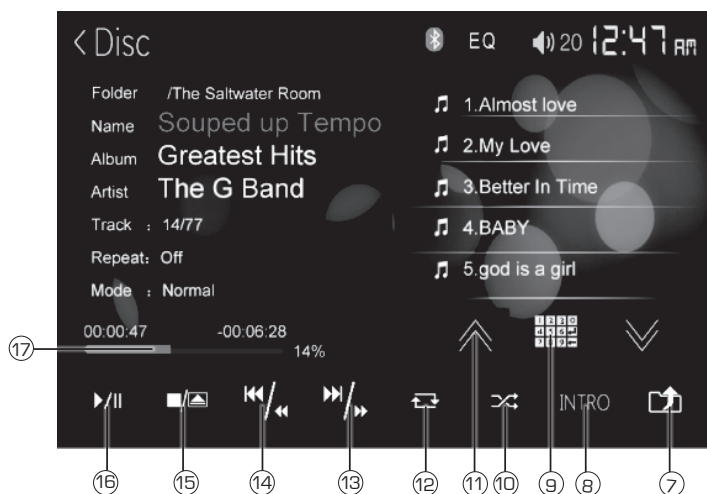 < Disc
EQ 20 12:47 AM
Folder /The Saltwater Room
Name Souped up Tempo
Album Greatest Hits
Artist The G Band
Track : 14/77
Repeat: Off
Mode : Normal
00:00:47 -00:06:28
14%
1.Almost love
2.My Love
3.Better In Time
4.BABY
5.god is a girl
INTRO
17
16 15 14 13 12 11 10 9 8 7